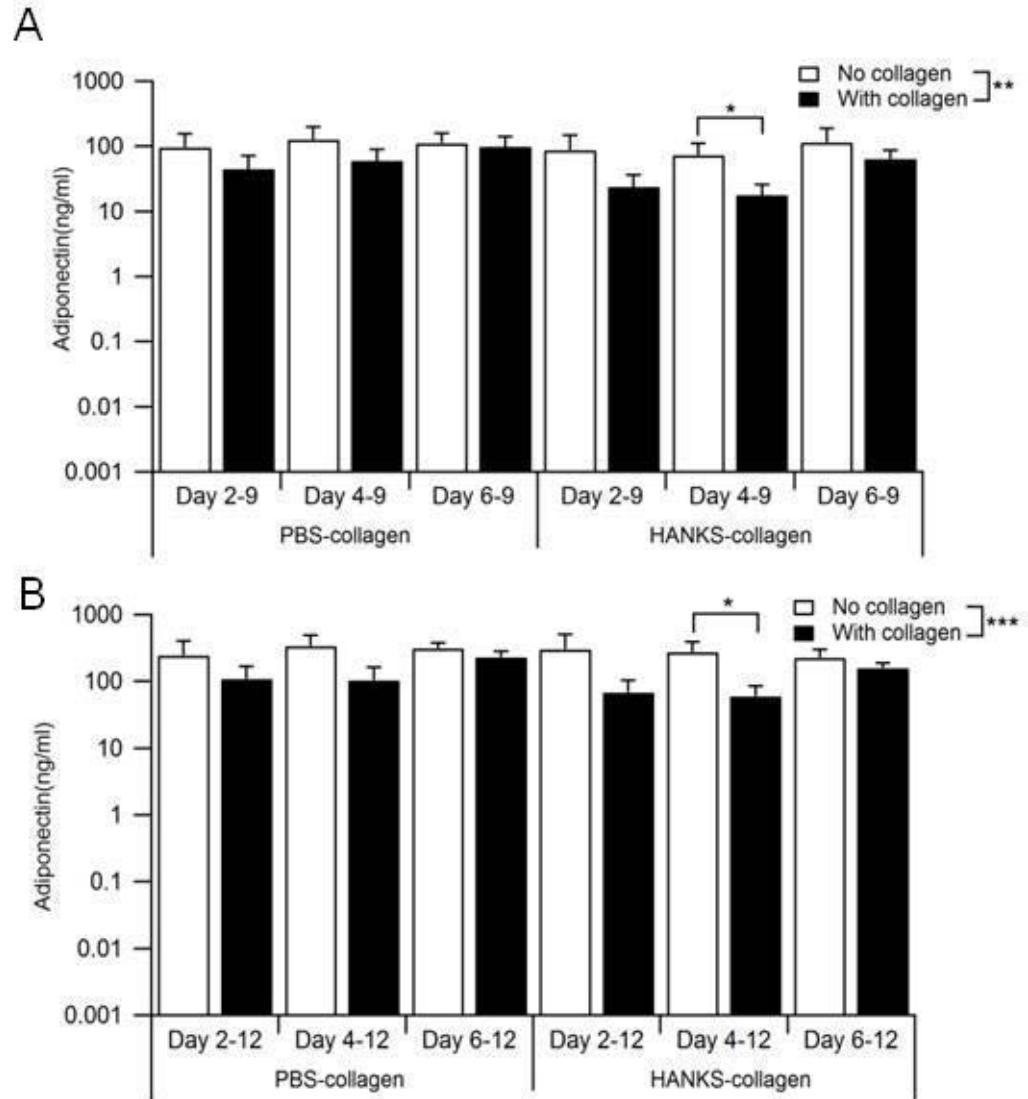 A
1000
100
10
1
0.1
0.01
0.001
Adiponectin(ng/ml)
No collagen
With collagen
**
*
Day 2-9 Day 4-9 Day 6-9 Day 2-9 Day 4-9 Day 6-9
PBS-collagen HANKS-collagen
B
1000
100
10
1
0.1
0.01
0.001
Adiponectin(ng/ml)
No collagen
With collagen
***
*
Day 2-12 Day 4-12 Day 6-12 Day 2-12 Day 4-12 Day 6-12
PBS-collagen HANKS-collagen